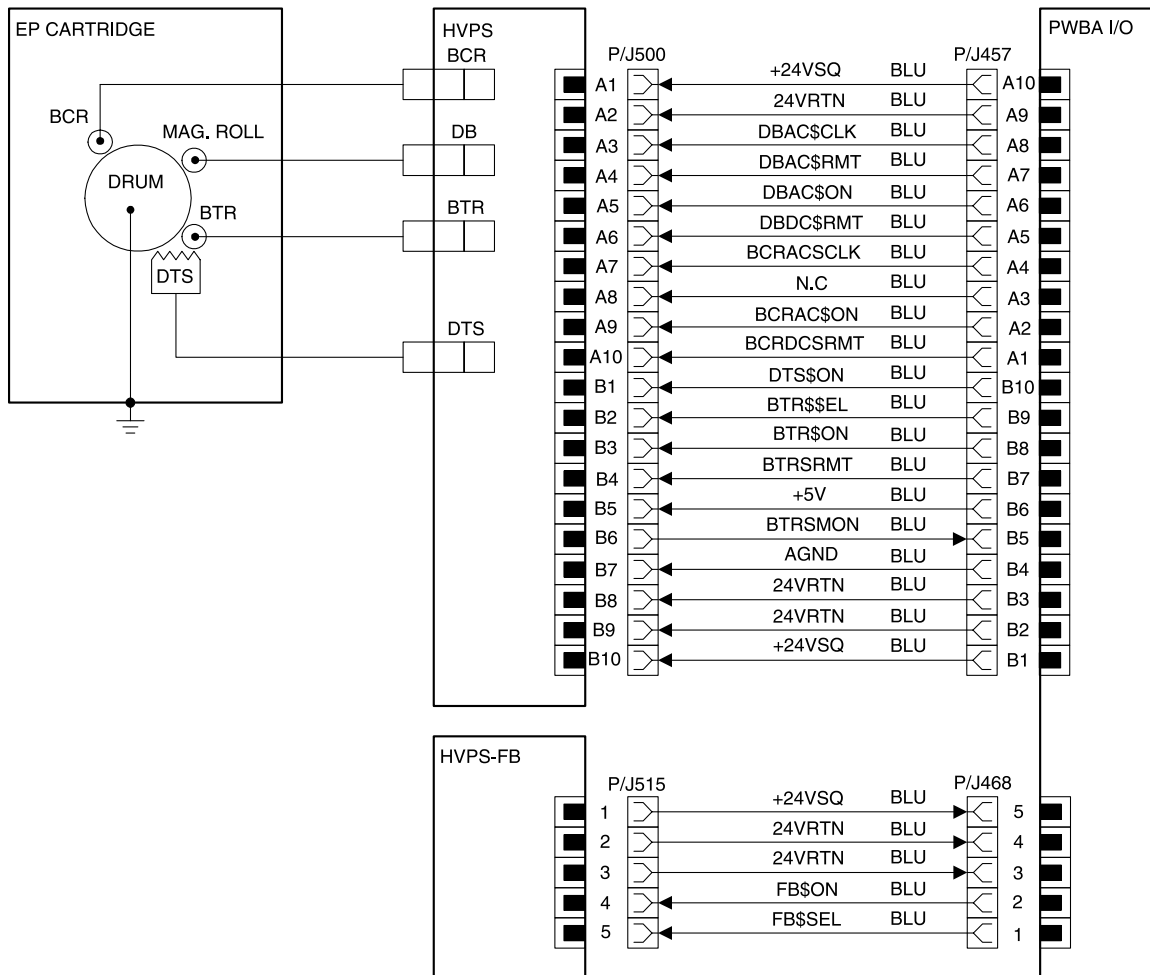 EP CARTRIDGE
HVPS
PWBA I/O
BCR
P/J500
P/J457
A1 +24VSQ BLU A10
A2 24VRTN BLU A9
BCR
MAG. ROLL
DB
A3 DBAC$CLK BLU A8
A4 DBAC$RMT BLU A7
DRUM
A5 DBAC$ON BLU A6
BTR
BTR
A6 DBDC$RMT BLU A5
A7 BCRACSCLK BLU A4
DTS
A8 N.C BLU A3
A9 BCRAC$ON BLU A2
DTS
A10 BCRDCSRMT BLU A1
B1 DTS$ON BLU B10
B2 BTR$$EL BLU B9
B3 BTR$ON BLU B8
B4 BTRSRMT BLU B7
B5 +5V BLU B6
B6 BTRSMON BLU B5
B7 AGND BLU B4
B8 24VRTN BLU B3
B9 24VRTN BLU B2
B10 +24VSQ BLU B1
HVPS-FB
P/J515
P/J468
1 +24VSQ BLU 5
2 24VRTN BLU 4
3 24VRTN BLU 3
4 FB$ON BLU 2
5 FB$SEL BLU 1